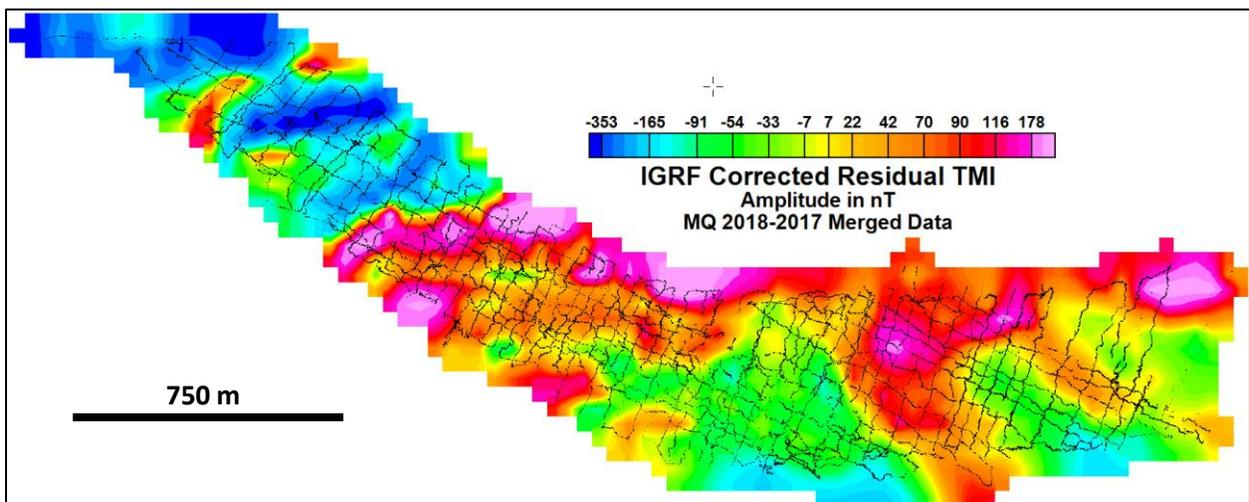 -353 -165 -91 -54 -33 -7 7 22 42 70 90 116 178
IGRF Corrected Residual TMI
Amplitude in nT
MQ 2018-2017 Merged Data
750 m